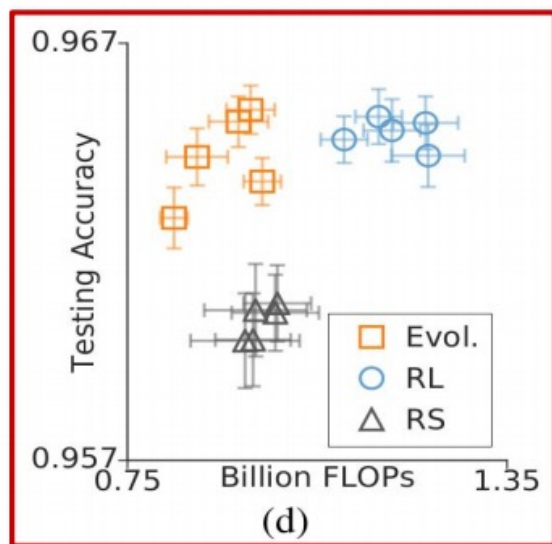 0.967
Testing Accuracy
Evol.
RL
RS
0.957
0.75
Billion FLOPs
1.35
(d)